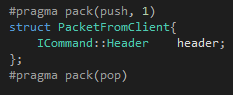 #pragma pack(push, 1)
struct PacketFromClient{
    ICommand::Header    header;
};
#pragma pack(pop)